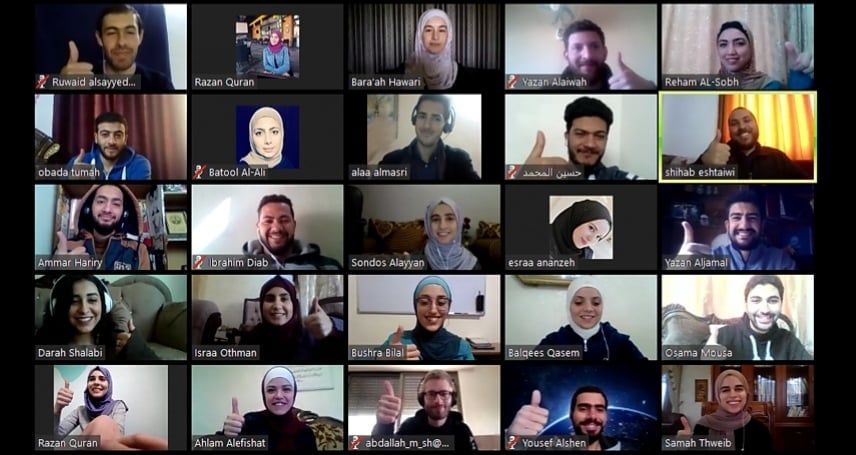 Ruwaid alsayyed...
Razan Quran
Bara'ah Hawari
Yazan Alaiwah
Reham AL-Sobh
obada tumah
Batool Al-Ali
alaa almasri
حسين المحمد
shihab eshtaiwi
Ammar Hariry
Ibrahim Diab
Sondos Alayyan
esraa ananzeh
Yazan Aljamal
Darah Shalabi
Israa Othman
Bushra Bilal
Balqees Qasem
Osama Mousa
Razan Quran
Ahlam Alefishat
abdallah_m_sh@...
Yousef Alshen
Samah Thweib